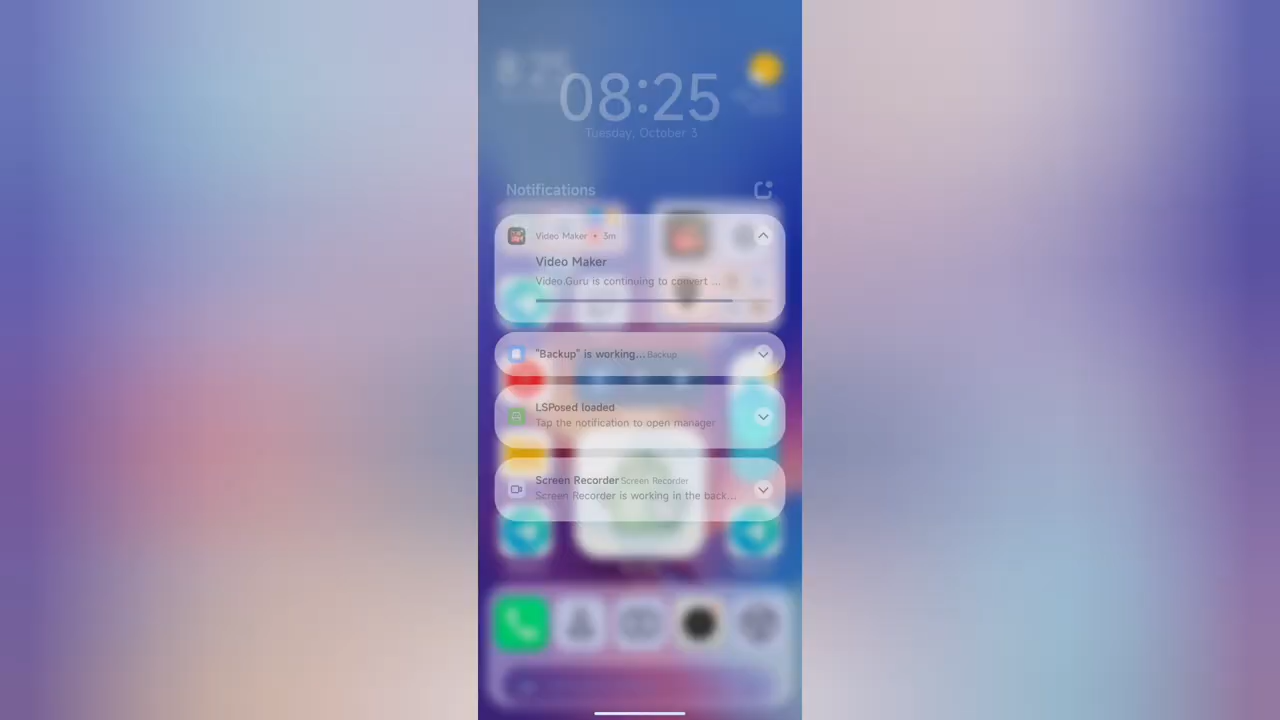 8:25
08:25
Tuesday, October 3
Notifications
Video Maker • 3m
Video Maker
Video.Guru is continuing to convert ...
"Backup" is working... Backup
LSPosed loaded
Tap the notification to open manager
Screen Recorder Screen Recorder
Screen Recorder is working in the back...